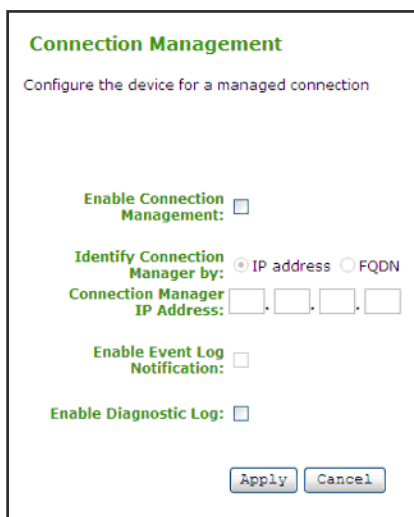 Connection Management
Configure the device for a managed connection
Enable Connection
Management:
Identify Connection
Manager by:
IP address
FQDN
Connection Manager
IP Address:
. . .
Enable Event Log
Notification:
Enable Diagnostic Log:
Apply
Cancel